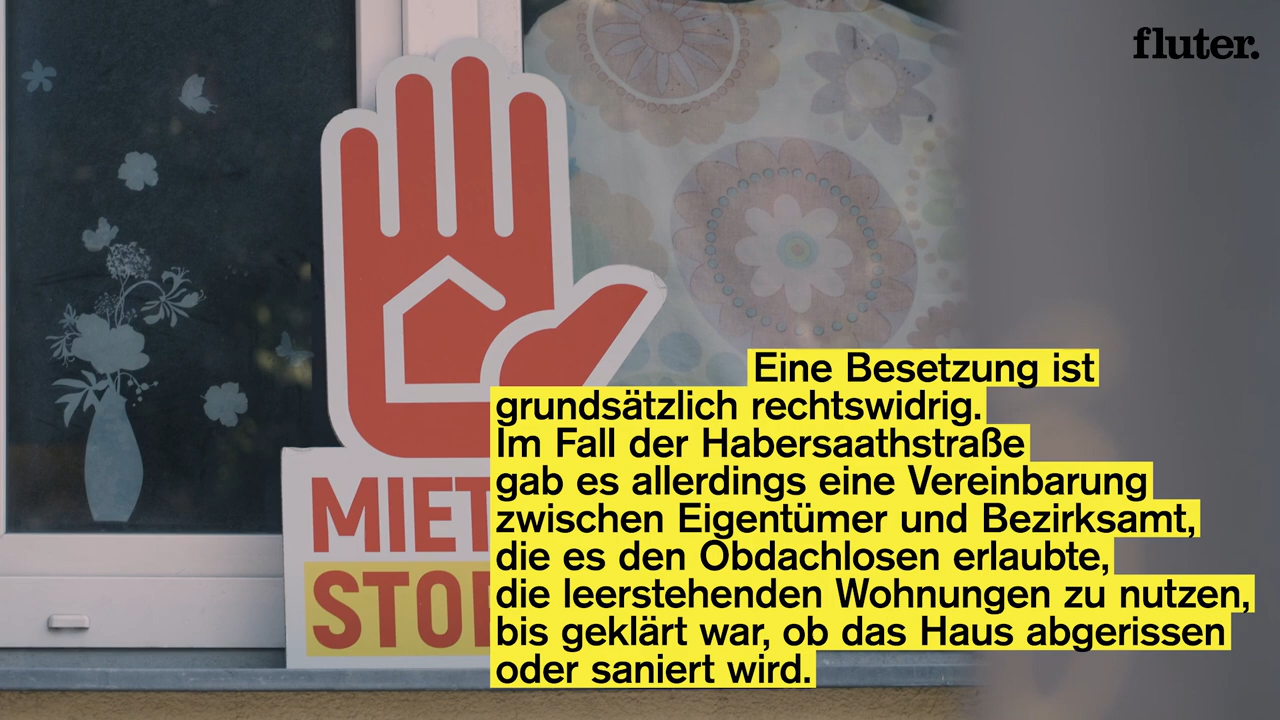 fluter.
Eine Besetzung ist
grundsätzlich rechtswidrig.
Im Fall der Habersaathstraße
gab es allerdings eine Vereinbarung
zwischen Eigentümer und Bezirksamt,
die es den Obdachlosen erlaubte,
die leerstehenden Wohnungen zu nutzen,
bis geklärt war, ob das Haus abgerissen
oder saniert wird.
MIET
STOP